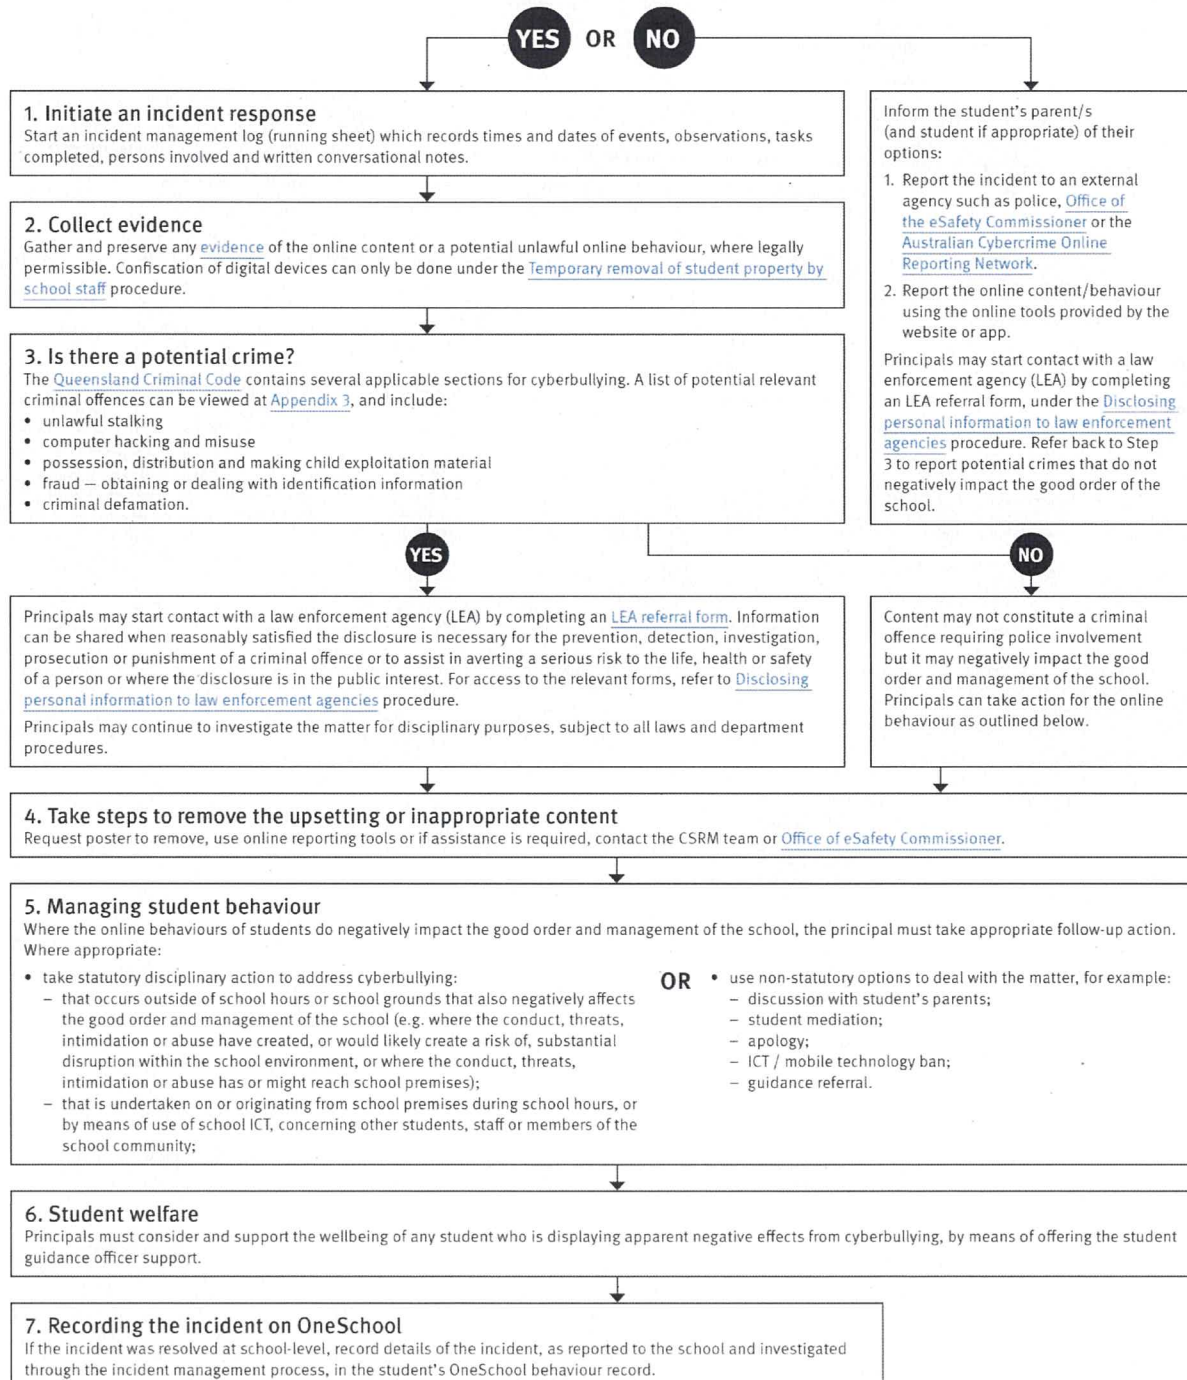 YES OR NO
1. Initiate an incident response
Start an incident management log (running sheet) which records times and dates of events, observations, tasks
completed, persons involved and written conversational notes.
2. Collect evidence
Gather and preserve any evidence of the online content or a potential unlawful online behaviour, where legally
permissible. Confiscation of digital devices can only be done under the Temporary removal of student property by
school staff procedure.
3. Is there a potential crime?
The Queensland Criminal Code contains several applicable sections for cyberbullying. A list of potential relevant
criminal offences can be viewed at Appendix 3, and include:
• unlawful stalking
• computer hacking and misuse
• possession, distribution and making child exploitation material
• fraud – obtaining or dealing with identification information
• criminal defamation.
Inform the student's parent/s
(and student if appropriate) of their
options:
1. Report the incident to an external
agency such as police, Office of
the eSafety Commissioner or the
Australian Cybercrime Online
Reporting Network.
2. Report the online content/behaviour
using the online tools provided by the
website or app.
Principals may start contact with a law
enforcement agency (LEA) by completing
an LEA referral form, under the Disclosing
personal information to law enforcement
agencies procedure. Refer back to Step
3 to report potential crimes that do not
negatively impact the good order of the
school.
YES
NO
Principals may start contact with a law enforcement agency (LEA) by completing an LEA referral form. Information
can be shared when reasonably satisfied the disclosure is necessary for the prevention, detection, investigation,
prosecution or punishment of a criminal offence or to assist in averting a serious risk to the life, health or safety
of a person or where the disclosure is in the public interest. For access to the relevant forms, refer to Disclosing
personal information to law enforcement agencies procedure.
Principals may continue to investigate the matter for disciplinary purposes, subject to all laws and department
procedures.
Content may not constitute a criminal
offence requiring police involvement
but it may negatively impact the good
order and management of the school.
Principals can take action for the online
behaviour as outlined below.
4. Take steps to remove the upsetting or inappropriate content
Request poster to remove, use online reporting tools or if assistance is required, contact the CSRM team or Office of eSafety Commissioner.
5. Managing student behaviour
Where the online behaviours of students do negatively impact the good order and management of the school, the principal must take appropriate follow-up action.
Where appropriate:
• take statutory disciplinary action to address cyberbullying:
– that occurs outside of school hours or school grounds that also negatively affects
the good order and management of the school (e.g. where the conduct, threats,
intimidation or abuse have created, or would likely create a risk of, substantial
disruption within the school environment, or where the conduct, threats,
intimidation or abuse has or might reach school premises);
– that is undertaken on or originating from school premises during school hours, or
by means of use of school ICT, concerning other students, staff or members of the
school community;
OR
• use non-statutory options to deal with the matter, for example:
– discussion with student's parents;
– student mediation;
– apology;
– ICT / mobile technology ban;
– guidance referral.
6. Student welfare
Principals must consider and support the wellbeing of any student who is displaying apparent negative effects from cyberbullying, by means of offering the student
guidance officer support.
7. Recording the incident on OneSchool
If the incident was resolved at school-level, record details of the incident, as reported to the school and investigated
through the incident management process, in the student's OneSchool behaviour record.